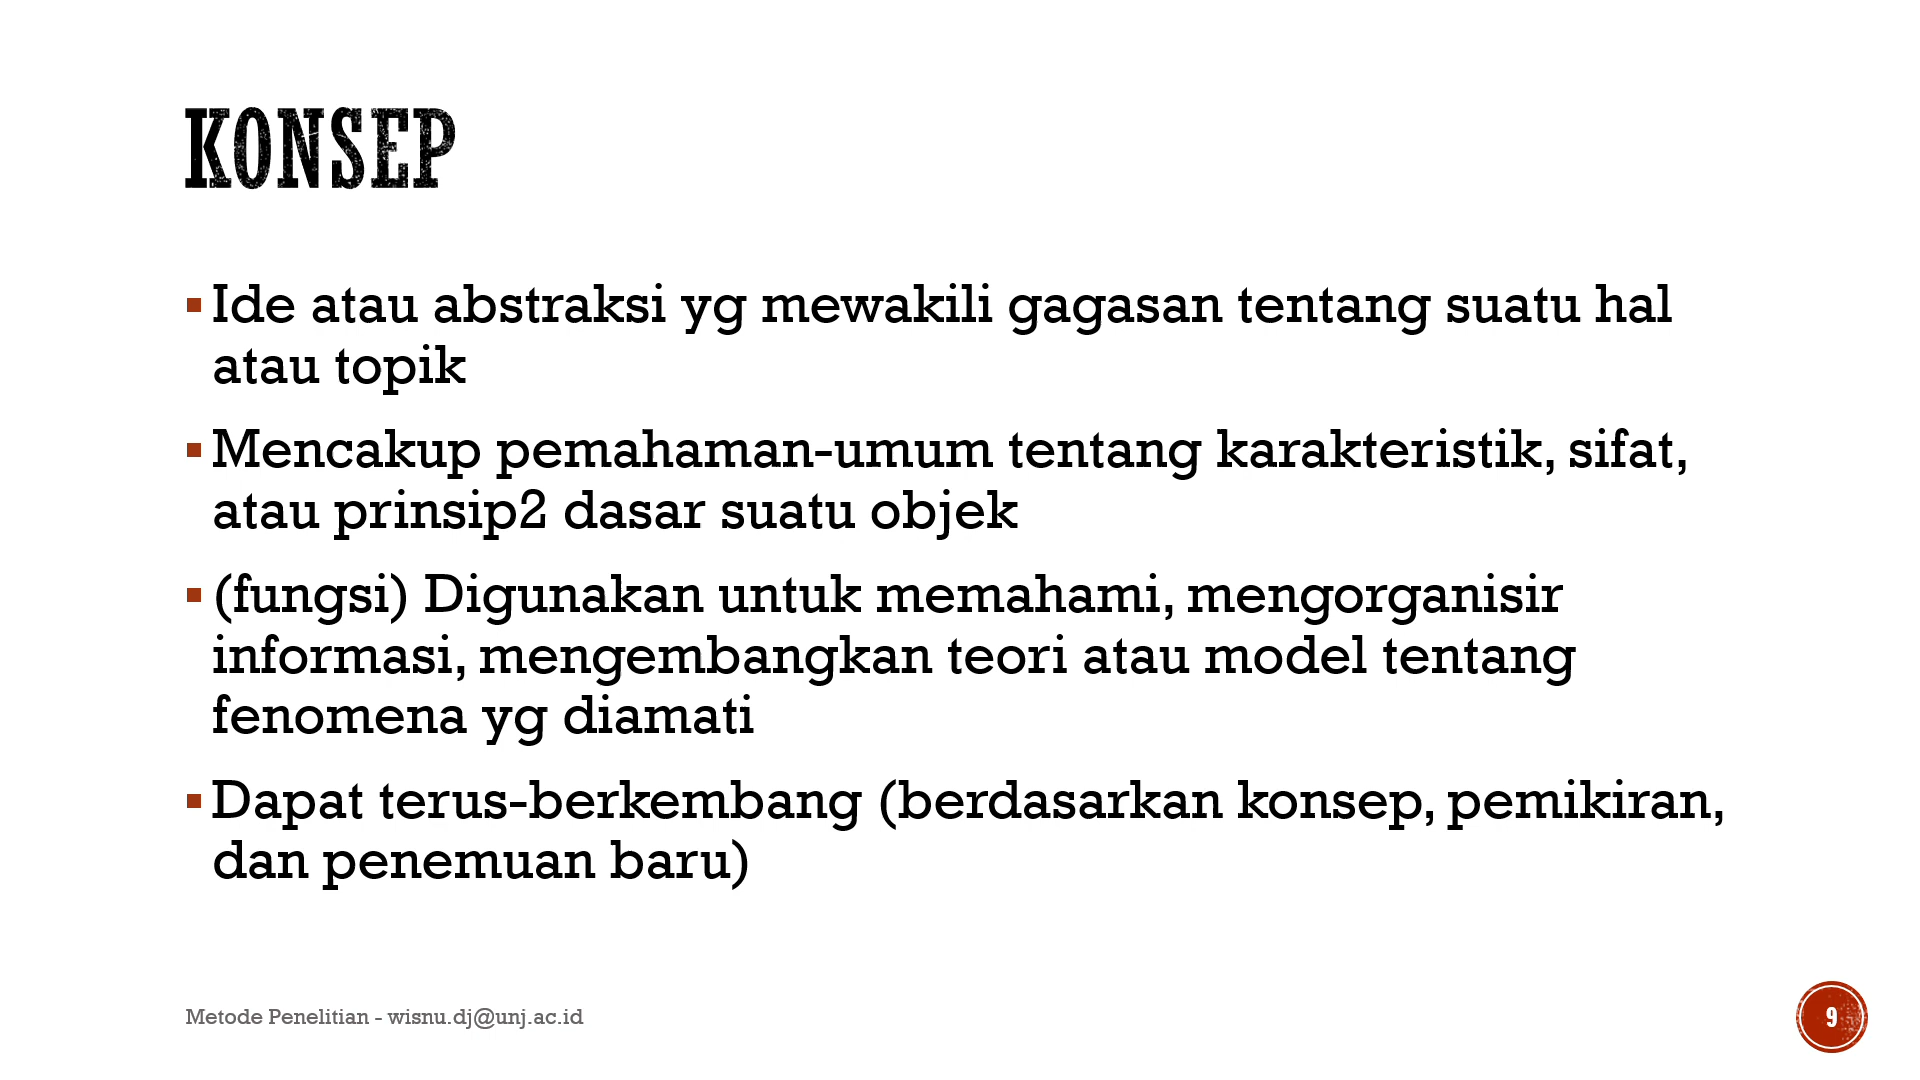 KONSEP
▪ Ide atau abstraksi yg mewakili gagasan tentang suatu hal
atau topik
▪ Mencakup pemahaman-umum tentang karakteristik, sifat,
atau prinsip2 dasar suatu objek
▪ (fungsi) Digunakan untuk memahami, mengorganisir
informasi, mengembangkan teori atau model tentang
fenomena yg diamati
▪ Dapat terus-berkembang (berdasarkan konsep, pemikiran,
dan penemuan baru)
Metode Penelitian - wisnu.dj@unj.ac.id
9